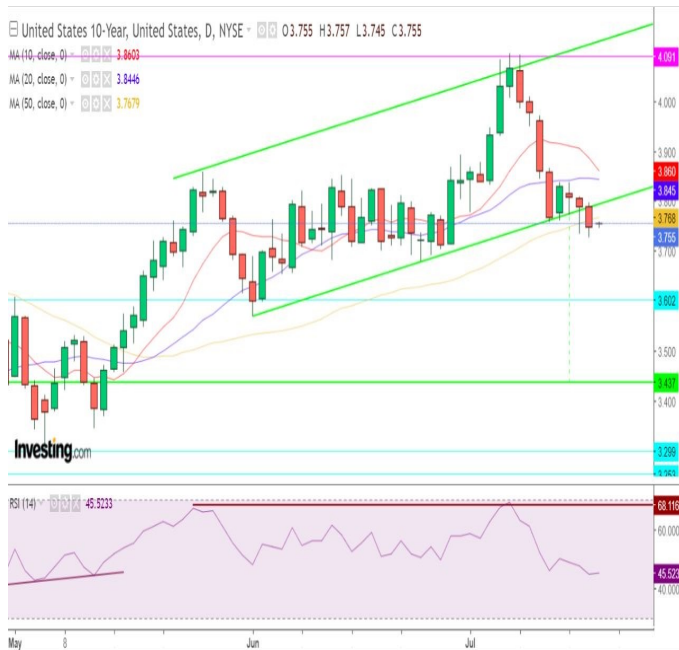 United States 10-Year, United States, D, NYSE O3.755 H3.757 L3.745 C3.755
MA (10, close, 0) 3.8603
MA (20, close, 0) 3.8446
MA (50, close, 0) 3.7679
4.091
4.000
3.900
3.860
3.845
3.800
3.768
3.755
3.700
3.602
3.500
3.437
3.400
3.299
3.253
Investing.com
RSI (14) 45.5233
68.116
60.000
45.523
40.000
May 8 Jun Jul